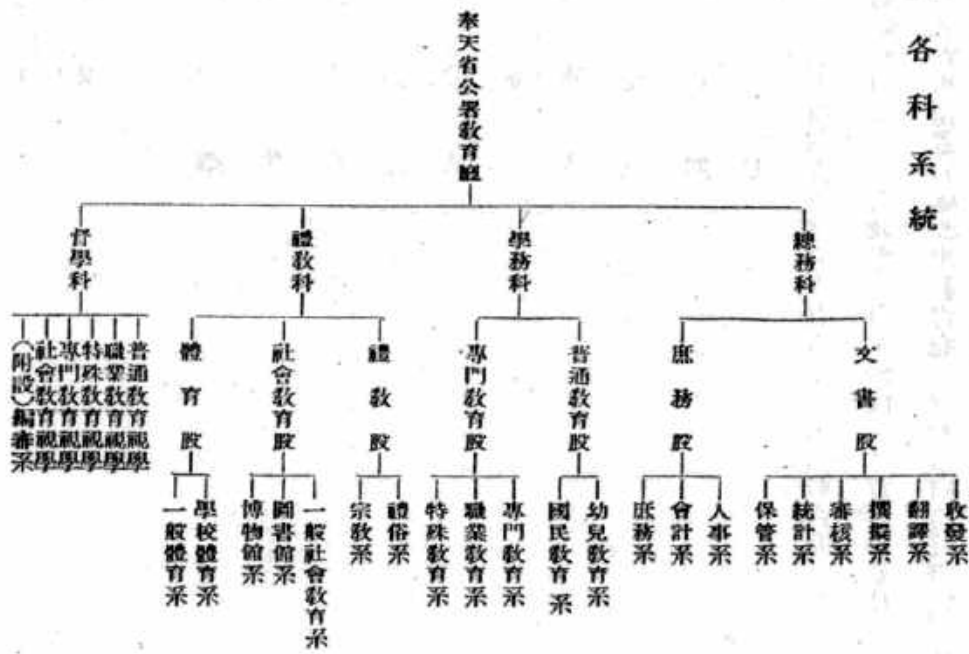 各科系統
奉天省公署教育廳
總務科
文書股
收發系
翻譯系
撰擬系
審核系
統計系
保管系
庶務股
人事系
會計系
庶務系
學務科
普通教育股
幼兒教育系
國民教育系
專門教育股
專門教育系
職業教育系
特殊教育系
禮教科
禮教股
禮俗系
宗教系
社會教育股
一般社會教育系
圖書館系
博物館系
體育股
學校體育系
一般體育系
督學科
普通教育視學
職業教育視學
特殊教育視學
專門教育視學
社會教育視學
（附設）編審系